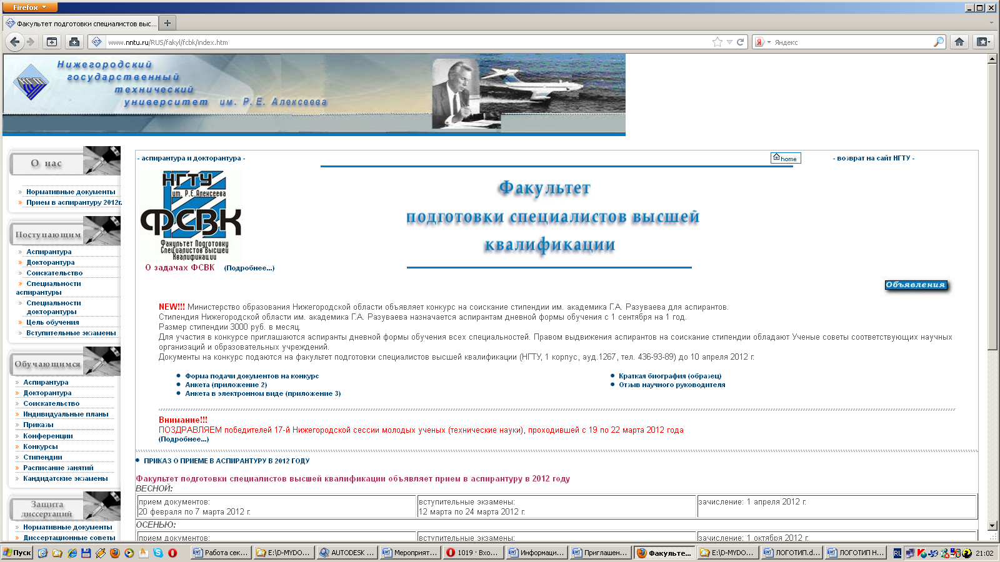 Firefox
Факультет подготовки специалистов выс...
www.nntu.ru/RUS/fakyl/fcbk/index.htm
Яндекс
Нижегородский
государственный
технический
университет им. Р.Е. Алексеева
О нас
Нормативные документы
Прием в аспирантуру 2012г.
Поступающим
Аспирантура
Докторантура
Соискательство
Специальности
аспирантуры
Специальности
докторантуры
Цель обучения
Вступительные экзамены
Обучающимся
Аспирантура
Докторантура
Соискательство
Индивидуальные планы
Приказы
Конференции
Конкурсы
Стипендии
Расписание занятий
Кандидатские экзамены
Защита
диссертаций
Нормативные документы
Диссертационные советы
- аспирантура и докторантура -
home
- возврат на сайт НГТУ -
НГТУ
им. Р.Е.Алексеева
ФСВК
Факультет Подготовки
Специалистов Высшей
Квалификации
Факультет
подготовки специалистов высшей
квалификации
О задачах ФСВК (Подробнее...)
Объявления
NEW!!! Министерство образования Нижегородской области объявляет конкурс на соискание стипендии им. академика Г.А. Разуваева для аспирантов.
Стипендия Нижегородской области им. академика Г.А. Разуваева назначается аспирантам дневной формы обучения с 1 сентября на 1 год.
Размер стипендии 3000 руб. в месяц.
Для участия в конкурсе приглашаются аспиранты дневной формы обучения всех специальностей. Правом выдвижения аспирантов на соискание стипендии обладают Ученые советы соответствующих научных
организаций и образовательных учреждений.
Документы на конкурс подаются на факультет подготовки специалистов высшей квалификации (НГТУ, 1 корпус, ауд.1267, тел. 436-93-89) до 10 апреля 2012 г.
Форма подачи документов на конкурс
Анкета (приложение 2)
Анкета в электронном виде (приложение 3)
Краткая биография (образец)
Отзыв научного руководителя
Внимание!!!
ПОЗДРАВЛЯЕМ победителей 17-й Нижегородской сессии молодых ученых (технические науки), проходившей с 19 по 22 марта 2012 года
(Подробнее...)
ПРИКАЗ О ПРИЕМЕ В АСПИРАНТУРУ В 2012 ГОДУ
Факультет подготовки специалистов высшей квалификации объявляет прием в аспирантуру в 2012 году
ВЕСНОЙ:
прием документов:
20 февраля по 7 марта 2012 г.
вступительные экзамены:
12 марта по 24 марта 2012 г.
зачисление: 1 апреля 2012 г.
ОСЕНЬЮ:
прием документов:
вступительные экзамены:
зачисление: 1 октября 2012 г.
Пуск
Работа сек...
E:\D-MYDO...
AUTODESK ...
Мероприят...
1019 · Вхо...
Информаци...
Приглашен...
Факульте...
E:\D-MYDO...
ЛОГОТИП.d...
ЛОГОТИП Н...
RU
21:02